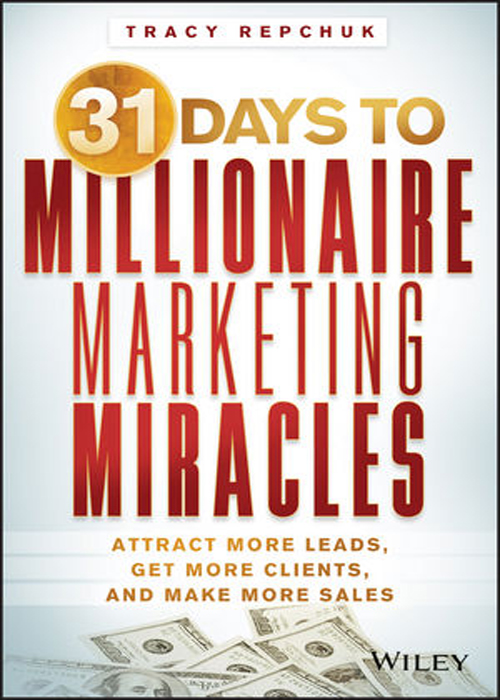 TRACY REPCHUK
31 DAYS TO
MILLIONAIRE
MARKETING
MIRACLES
ATTRACT MORE LEADS,
GET MORE CLIENTS,
AND MAKE MORE SALES
WILEY